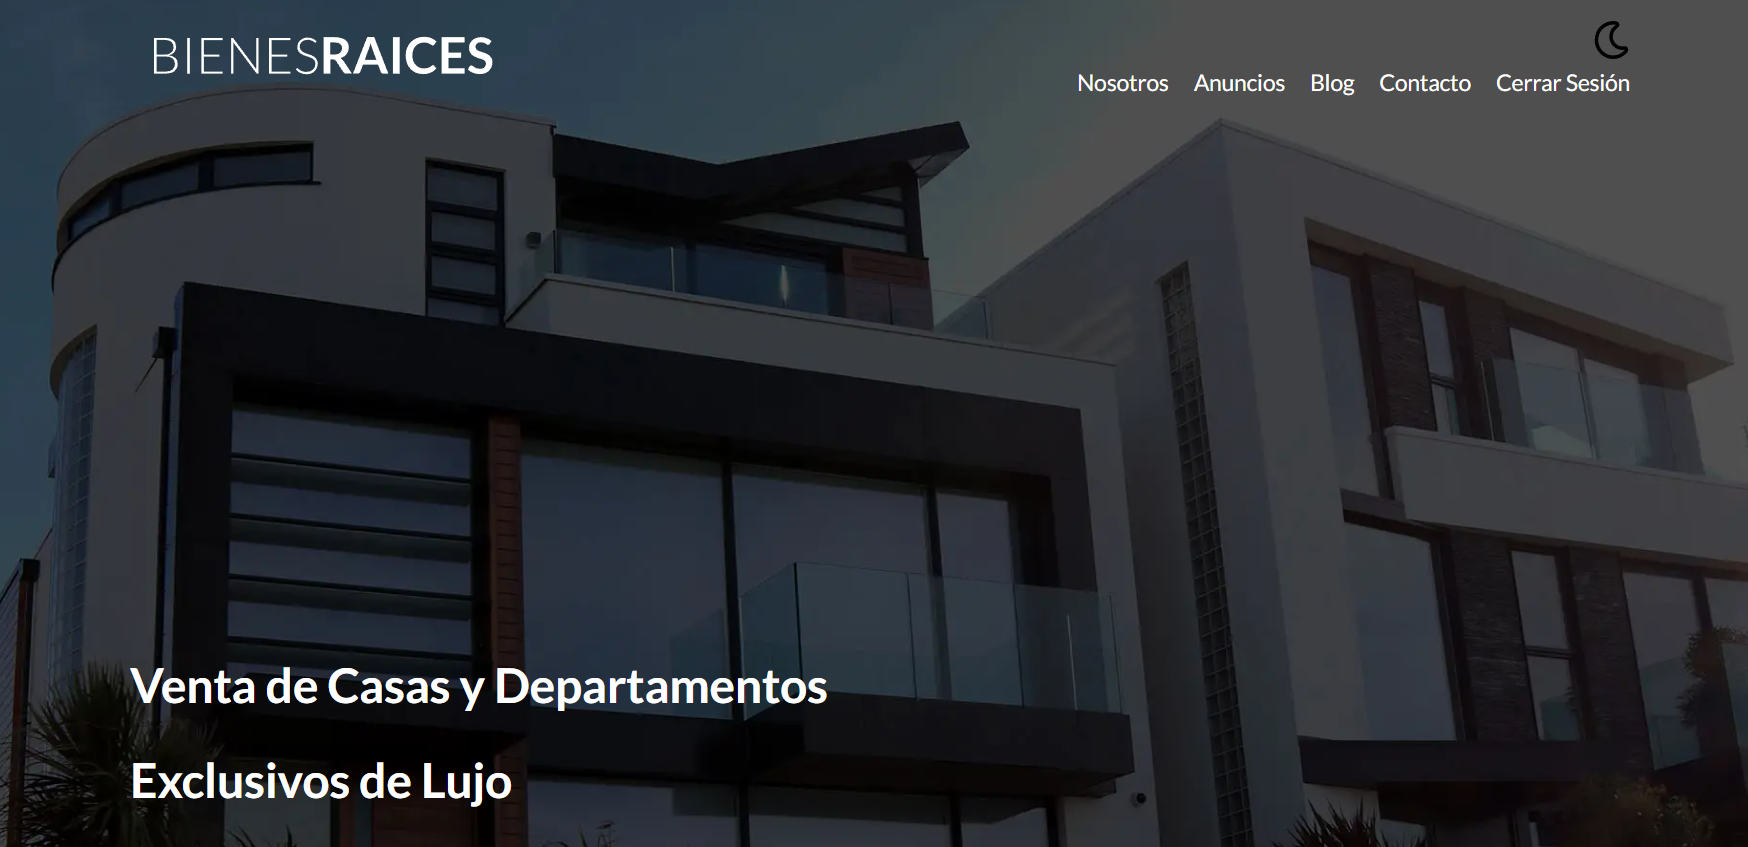 BIENESRAICES
Nosotros Anuncios Blog Contacto Cerrar Sesión
Venta de Casas y Departamentos
Exclusivos de Lujo